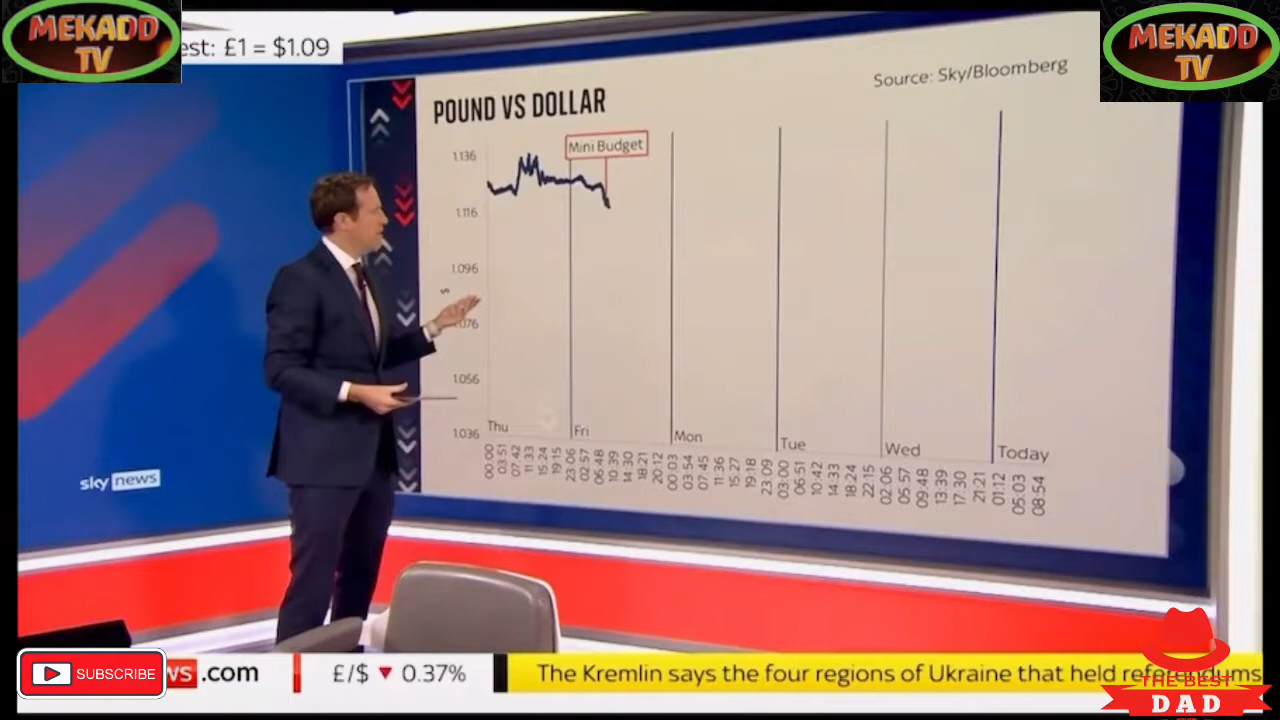 MEKADD
TV
est: £1 = $1.09
MEKADD
TV
Source: Sky/Bloomberg
POUND VS DOLLAR
Mini Budget
1.136
1.116
1.096
$
1.056
1.036
Thu
Fri
Mon
Tue
Wed
Today
00:00
03:51
07:42
11:33
15:24
19:15
23:06
02:57
06:48
10:39
14:30
18:21
20:12
00:03
03:54
07:45
11:36
15:27
19:18
23:09
03:00
06:51
10:42
14:33
18:24
22:15
02:06
05:57
09:48
13:39
17:30
21:21
01:12
05:03
08:54
sky news
SUBSCRIBE
ws .com
£/$ ▼ 0.37%
The Kremlin says the four regions of Ukraine that held referendums
THE BEST
DAD